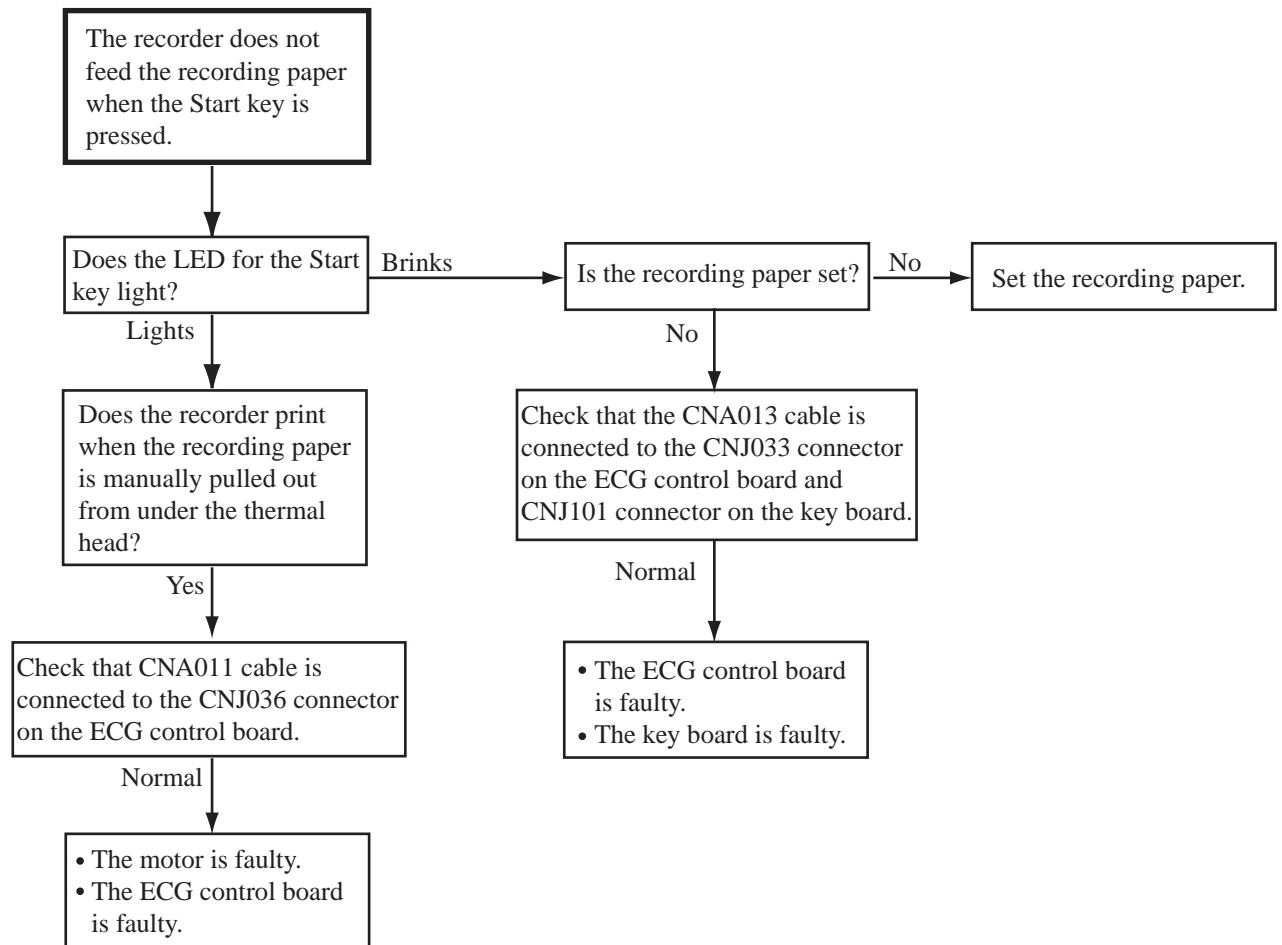 The recorder does not
feed the recording paper
when the Start key is
pressed.
Does the LED for the Start
key light?
Brinks
Is the recording paper set?
No
Set the recording paper.
Lights
No
Does the recorder print
when the recording paper
is manually pulled out
from under the thermal
head?
Check that the CNA013 cable is
connected to the CNJ033 connector
on the ECG control board and
CNJ101 connector on the key board.
Yes
Normal
Check that CNA011 cable is
connected to the CNJ036 connector
on the ECG control board.
• The ECG control board
is faulty.
• The key board is faulty.
Normal
• The motor is faulty.
• The ECG control board
is faulty.